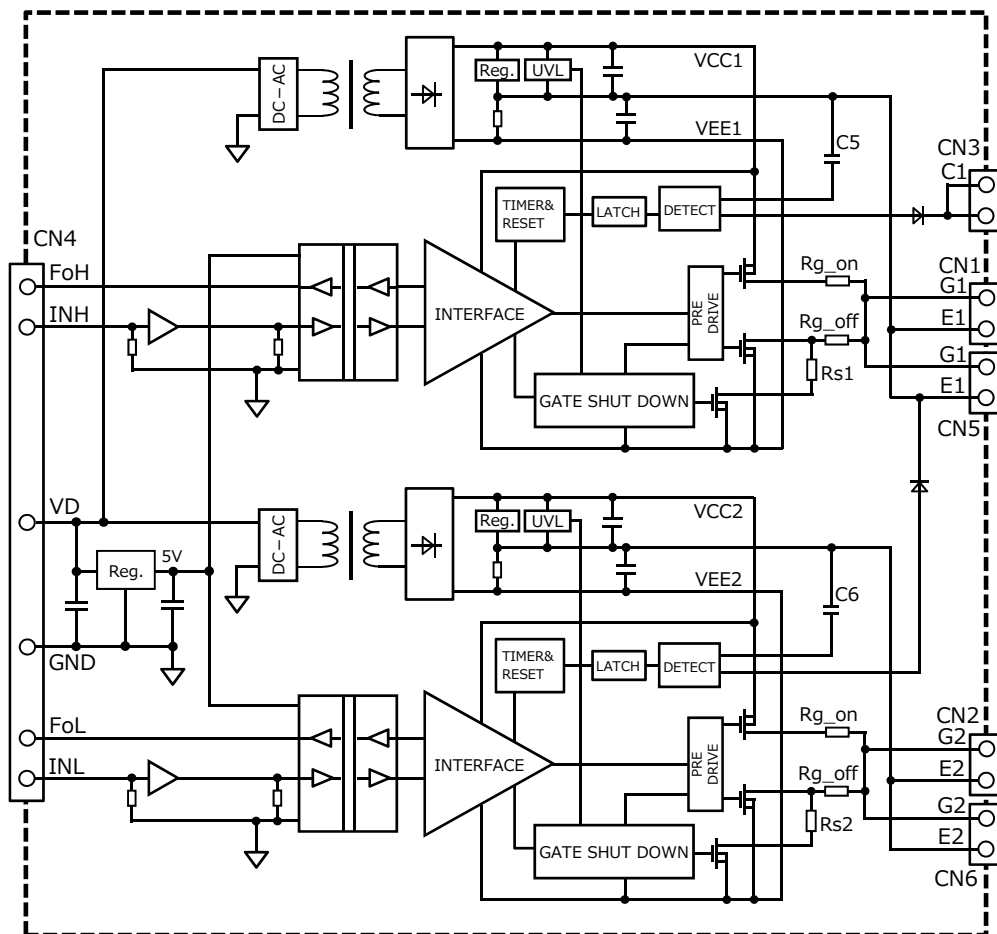 VCC1
Reg.
UVL
DC-AC
VEE1
C5
CN3
C1
TIMER&
RESET
LATCH
DETECT
CN4
FoH
Rg_on
CN1
G1
INH
INTERFACE
PRE
DRIVE
Rg_off
E1
G1
Rs1
GATE SHUT DOWN
E1
CN5
VD
VCC2
Reg.
UVL
DC-AC
5V
Reg.
VEE2
C6
GND
TIMER&
RESET
LATCH
DETECT
FoL
Rg_on
CN2
G2
INL
INTERFACE
PRE
DRIVE
Rg_off
E2
G2
Rs2
GATE SHUT DOWN
E2
CN6